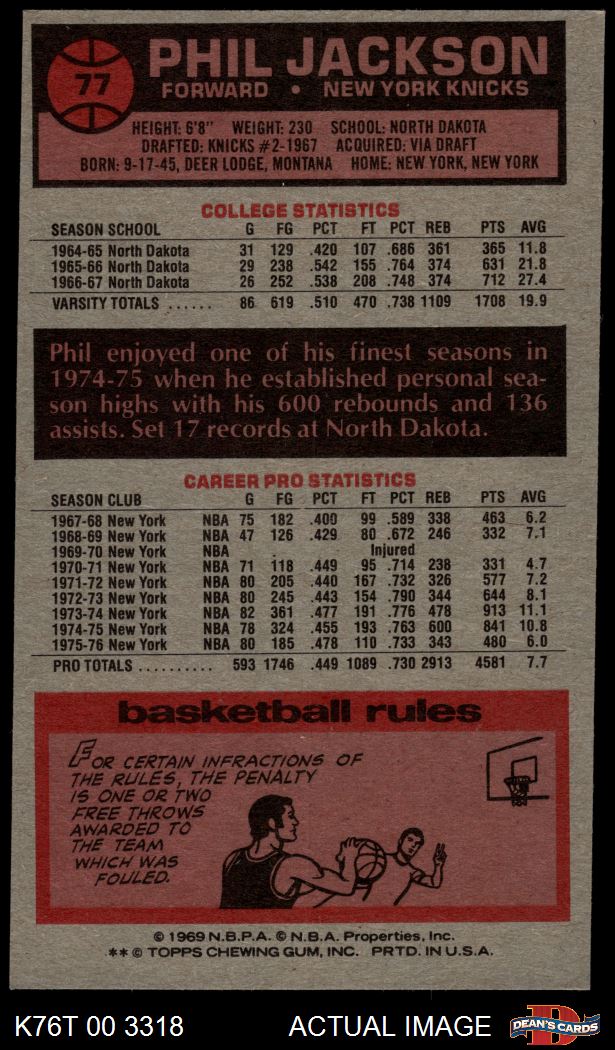 77
PHIL JACKSON
FORWARD • NEW YORK KNICKS
HEIGHT: 6'8" WEIGHT: 230 SCHOOL: NORTH DAKOTA
DRAFTED: KNICKS #2-1967 ACQUIRED: VIA DRAFT
BORN: 9-17-45, DEER LODGE, MONTANA HOME: NEW YORK, NEW YORK
COLLEGE STATISTICS
SEASON SCHOOL G FG PCT FT PCT REB PTS AVG
1964-65 North Dakota 31 129 .420 107 .686 361 365 11.8
1965-66 North Dakota 29 238 .542 155 .764 374 631 21.8
1966-67 North Dakota 26 252 .538 208 .748 374 712 27.4
VARSITY TOTALS ...... 86 619 .510 470 .738 1109 1708 19.9
Phil enjoyed one of his finest seasons in
1974-75 when he established personal sea-
son highs with his 600 rebounds and 136
assists. Set 17 records at North Dakota.
CAREER PRO STATISTICS
SEASON CLUB G FG PCT FT PCT REB PTS AVG
1967-68 New York NBA 75 182 .400 99 .589 338 463 6.2
1968-69 New York NBA 47 126 .429 80 .672 246 332 7.1
1969-70 New York NBA Injured
1970-71 New York NBA 71 118 .449 95 .714 238 331 4.7
1971-72 New York NBA 80 205 .440 167 .732 326 577 7.2
1972-73 New York NBA 80 245 .443 154 .790 344 644 8.1
1973-74 New York NBA 82 361 .477 191 .776 478 913 11.1
1974-75 New York NBA 78 324 .455 193 .763 600 841 10.8
1975-76 New York NBA 80 185 .478 110 .733 343 480 6.0
PRO TOTALS .......... 593 1746 .449 1089 .730 2913 4581 7.7
basketball rules
FOR CERTAIN INFRACTIONS OF
THE RULES, THE PENALTY
IS ONE OR TWO
FREE THROWS
AWARDED TO
THE TEAM
WHICH WAS
FOULED.
© 1969 N.B.P.A. © N.B.A. Properties, Inc.
** © TOPPS CHEWING GUM, INC. PRTD. IN U.S.A.
K76T 00 3318 ACTUAL IMAGE
D
DEAN'S CARDS